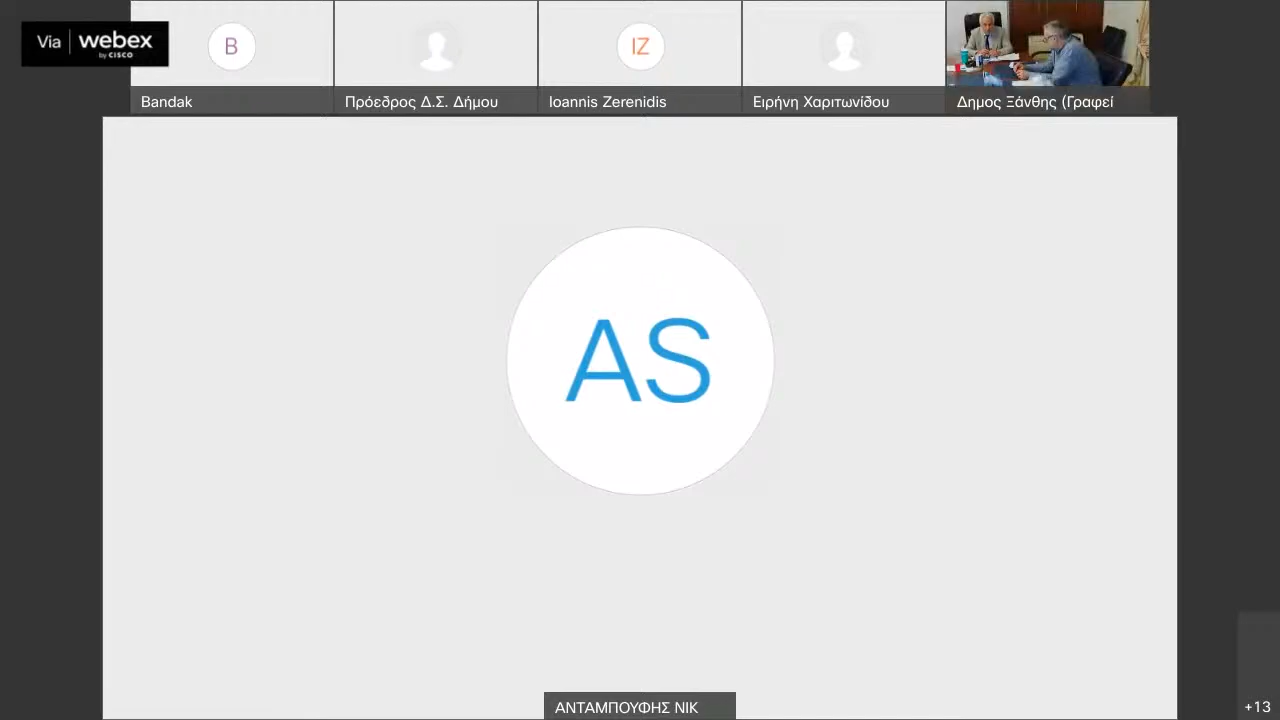 Via webex
by CISCO
B
IZ
Bandak
Πρόεδρος Δ.Σ. Δήμου
Ioannis Zerenidis
Ειρήνη Χαριτωνίδου
Δημος Ξάνθης (Γραφεί
AS
ΑΝΤΑΜΠΟΥΦΗΣ ΝΙΚ
+13